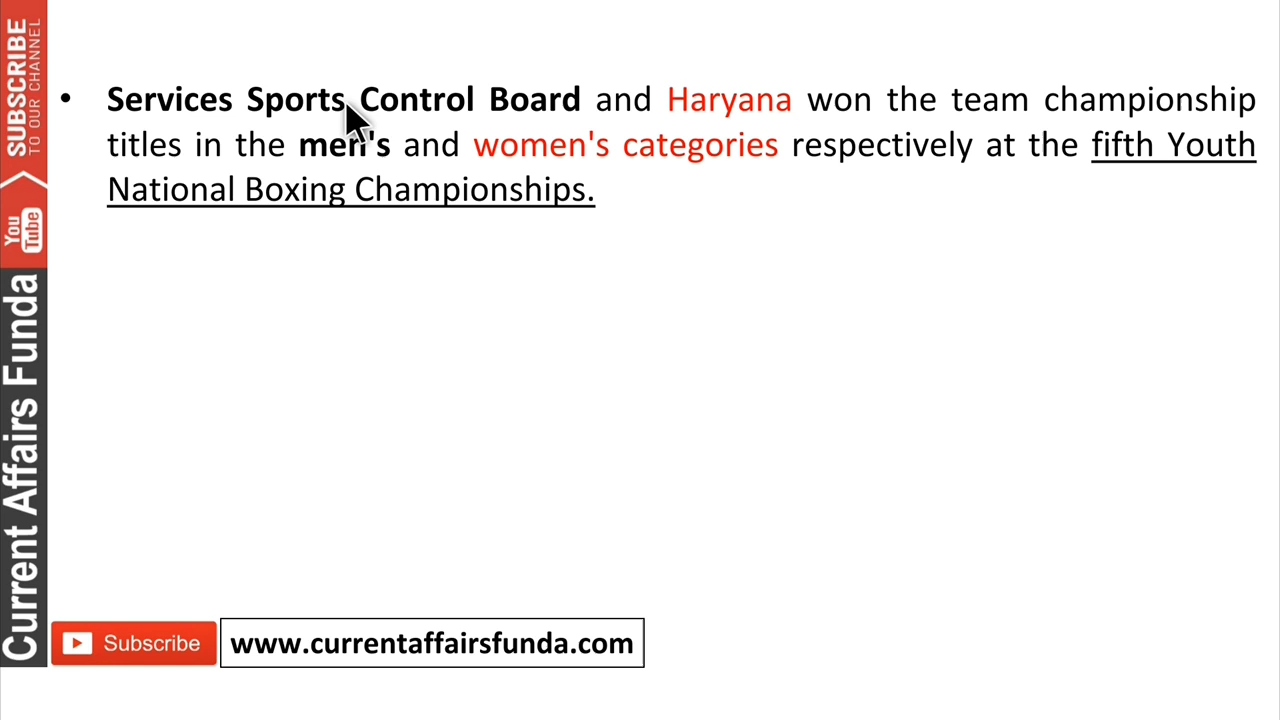 SUBSCRIBE
TO OUR CHANNEL
You
Tube
Current Affairs Funda
• Services Sports Control Board and Haryana won the team championship
titles in the men's and women's categories respectively at the fifth Youth
National Boxing Championships.
Subscribe
www.currentaffairsfunda.com